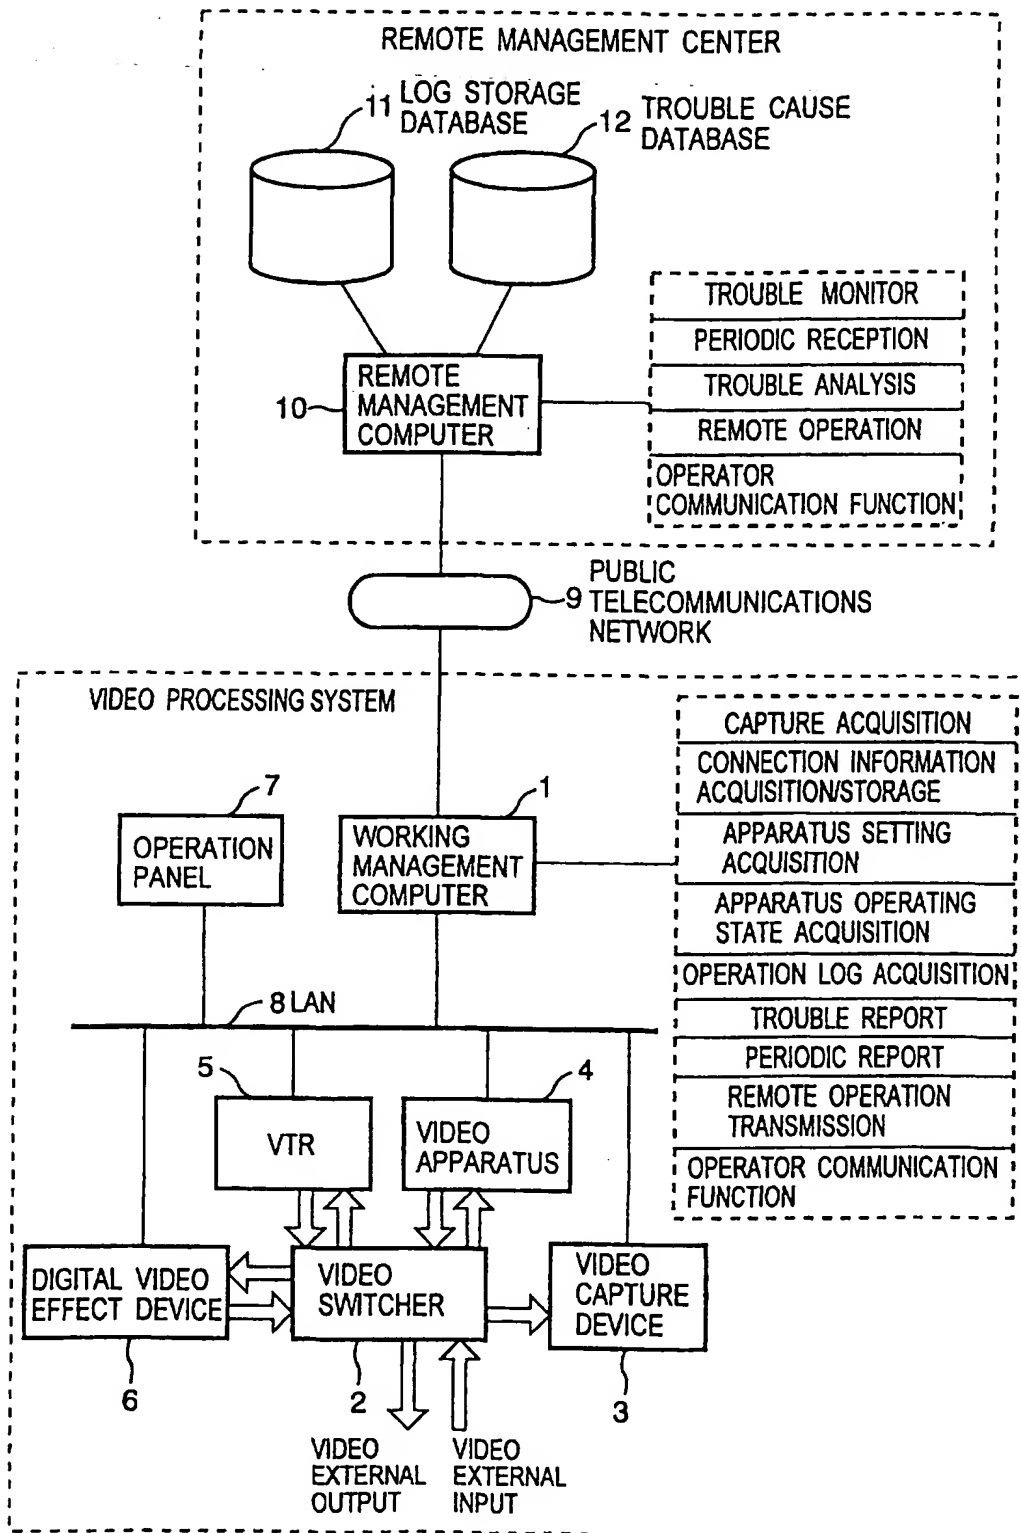 REMOTE MANAGEMENT CENTER
11 LOG STORAGE
DATABASE
12 TROUBLE CAUSE
DATABASE
TROUBLE MONITOR
PERIODIC RECEPTION
TROUBLE ANALYSIS
REMOTE OPERATION
OPERATOR
COMMUNICATION FUNCTION
10
REMOTE
MANAGEMENT
COMPUTER
9
PUBLIC
TELECOMMUNICATIONS
NETWORK
VIDEO PROCESSING SYSTEM
7
OPERATION
PANEL
1
WORKING
MANAGEMENT
COMPUTER
CAPTURE ACQUISITION
CONNECTION INFORMATION
ACQUISITION/STORAGE
APPARATUS SETTING
ACQUISITION
APPARATUS OPERATING
STATE ACQUISITION
OPERATION LOG ACQUISITION
TROUBLE REPORT
PERIODIC REPORT
REMOTE OPERATION
TRANSMISSION
OPERATOR COMMUNICATION
FUNCTION
8 LAN
5
VTR
4
VIDEO
APPARATUS
DIGITAL VIDEO
EFFECT DEVICE
6
VIDEO
SWITCHER
2
VIDEO
CAPTURE
DEVICE
3
VIDEO
EXTERNAL
OUTPUT
VIDEO
EXTERNAL
INPUT